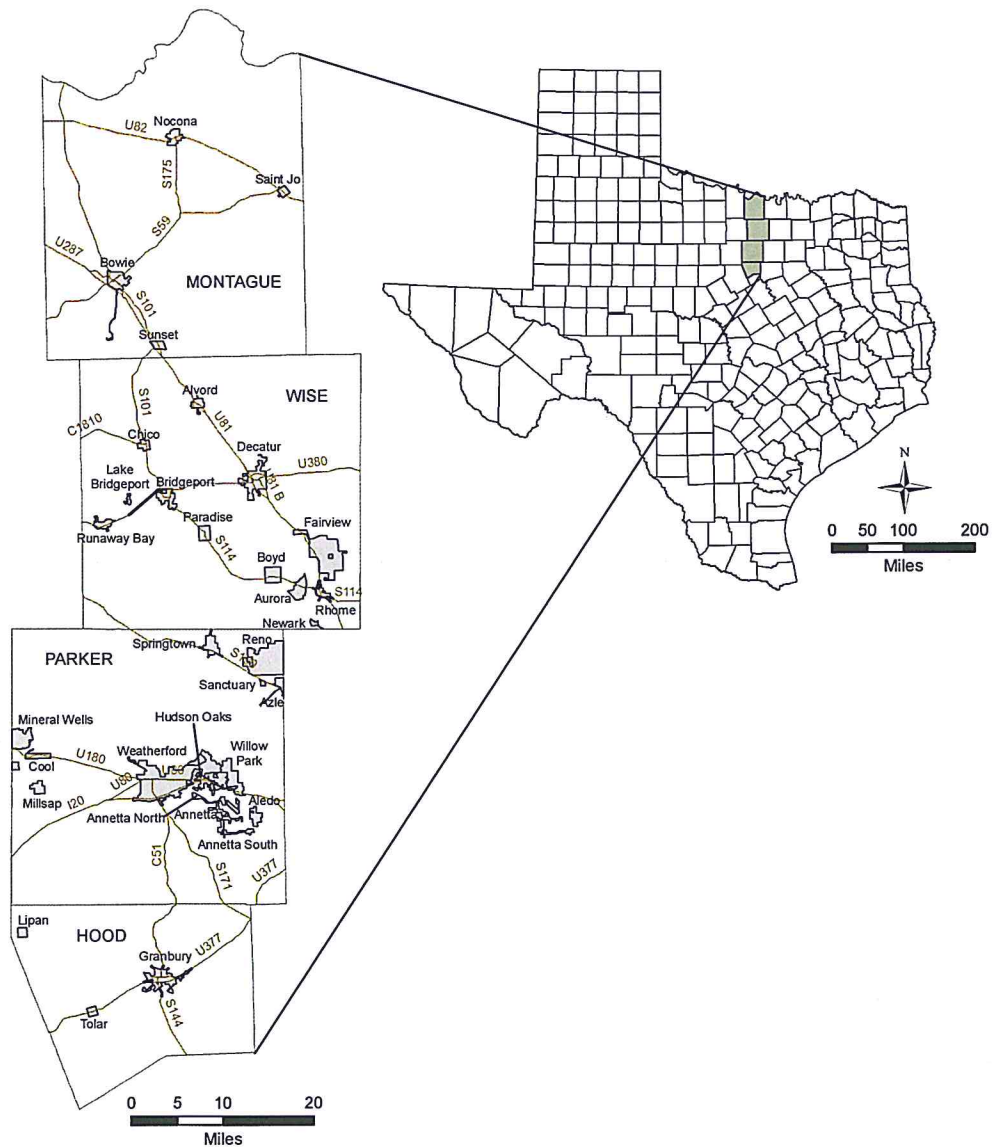 Nocona
U82
S175
Saint Jo
S59
U287
Bowie
MONTAGUE
S101
Sunset
WISE
Alvord
S101
U81
C1810
Chico
Decatur
U380
Lake
Bridgeport
Bridgeport
81 B
Paradise
Fairview
Runaway Bay
S114
Boyd
Aurora
S114
Rhome
Newark
Springtown
Reno
PARKER
Sanctuary
Azle
Mineral Wells
Hudson Oaks
Weatherford
Willow
Park
U180
Cool
U80
Millsap
I20
Annetta North
Annetta
Aledo
Annetta South
C51
S171
U377
Lipan
HOOD
Granbury
U377
Tolar
S144
0 5 10 20
Miles
N
0 50 100 200
Miles